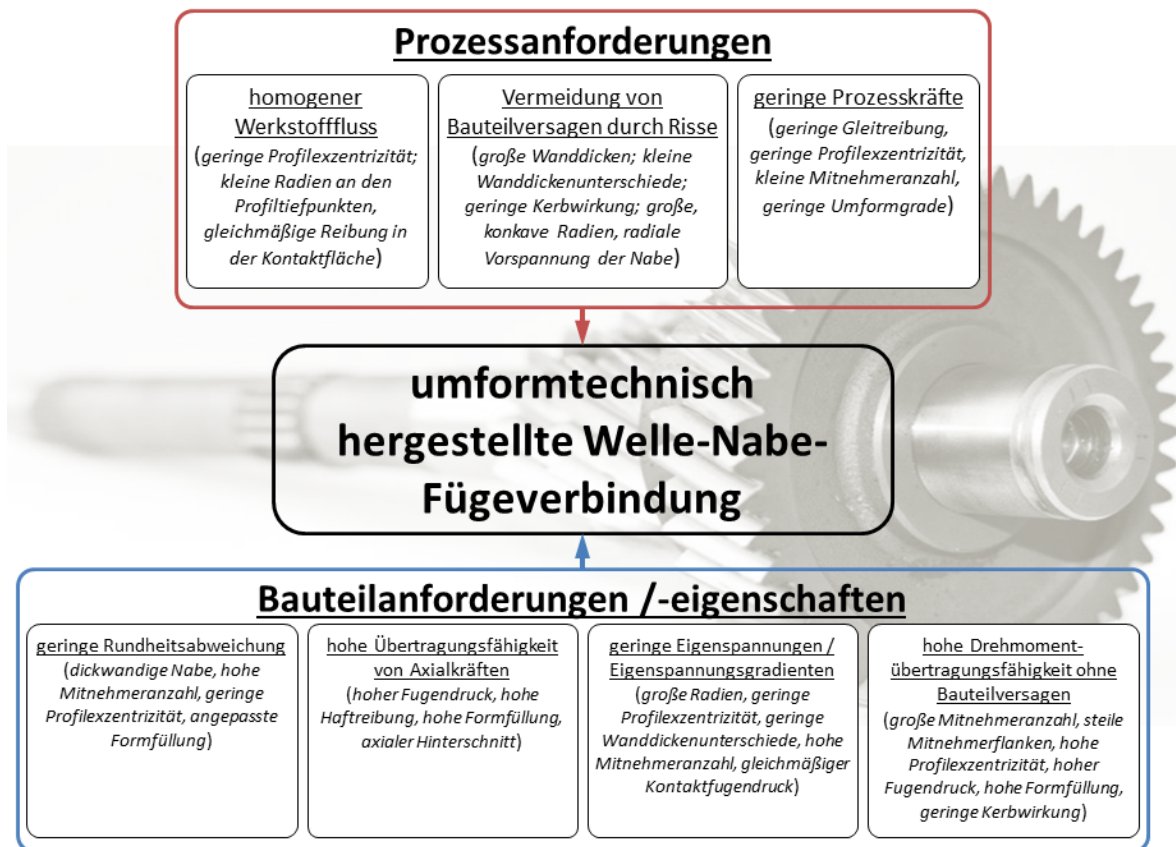 Prozessanforderungen
homogener
Werkstofffluss
(geringe Profilexzentrizität;
kleine Radien an den
Profiltiefpunkten,
gleichmäßige Reibung in
der Kontaktfläche)
Vermeidung von
Bauteilversagen durch Risse
(große Wanddicken; kleine
Wanddickenunterschiede;
geringe Kerbwirkung; große,
konkave Radien, radiale
Vorspannung der Nabe)
geringe Prozesskräfte
(geringe Gleitreibung,
geringe Profilexzentrizität,
kleine Mitnehmeranzahl,
geringe Umformgrade)
umformtechnisch
hergestellte Welle-Nabe-
Fügeverbindung
Bauteilanforderungen /-eigenschaften
geringe Rundheitsabweichung
(dickwandige Nabe, hohe
Mitnehmeranzahl, geringe
Profilexzentrizität, angepasste
Formfüllung)
hohe Übertragungsfähigkeit
von Axialkräften
(hoher Fugendruck, hohe
Haftreibung, hohe Formfüllung,
axialer Hinterschnitt)
geringe Eigenspannungen /
Eigenspannungsgradienten
(große Radien, geringe
Profilexzentrizität, geringe
Wanddickenunterschiede, hohe
Mitnehmeranzahl, gleichmäßiger
Kontaktfugendruck)
hohe Drehmoment-
übertragungsfähigkeit ohne
Bauteilversagen
(große Mitnehmeranzahl, steile
Mitnehmerflanken, hohe
Profilexzentrizität, hoher
Fugendruck, hohe Formfüllung,
geringe Kerbwirkung)